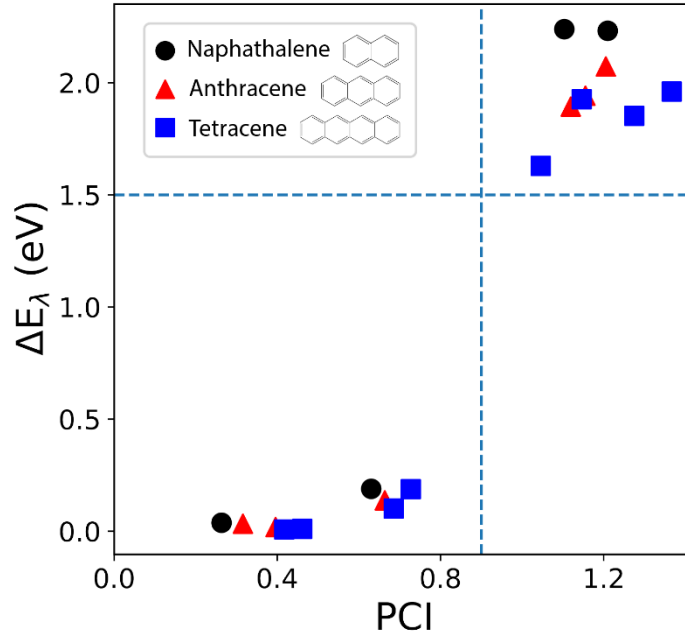 Naphathalene
Anthracene
Tetracene
2.0
1.5
1.0
0.5
0.0
ΔE_λ (eV)
0.0 0.4 0.8 1.2
PCI